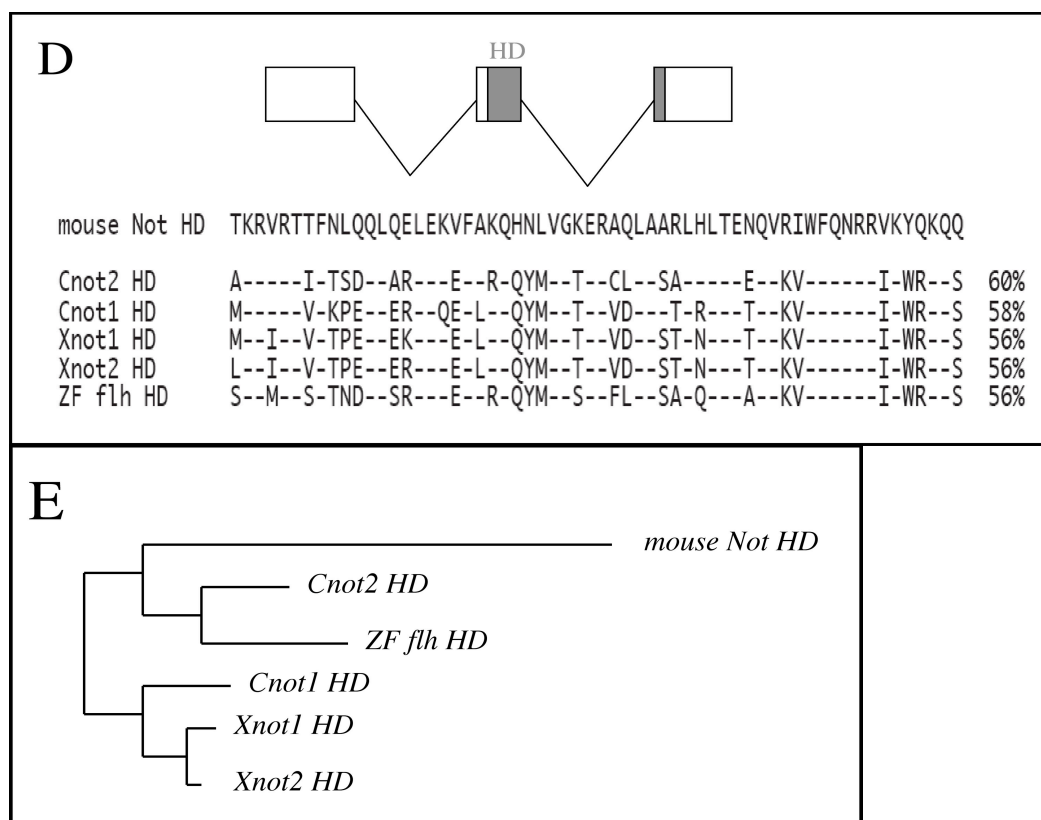 D
HD
mouse Not HD TKRVRTTFNLQQLQELEKVFAKQHNLVGKERAQLAARLHLTENQVRIWFQNRRVKYQKQQ
Cnot2 HD A-----I-TSD--AR---E--R-QYM--T--CL--SA-----E--KV------I-WR--S 60%
Cnot1 HD M-----V-KPE--ER--QE-L--QYM--T--VD---T-R---T--KV------I-WR--S 58%
Xnot1 HD M--I--V-TPE--EK---E-L--QYM--T--VD--ST-N---T--KV------I-WR--S 56%
Xnot2 HD L--I--V-TPE--ER---E-L--QYM--T--VD--ST-N---T--KV------I-WR--S 56%
ZF flh HD S--M--S-TND--SR---E--R-QYM--S--FL--SA-Q---A--KV------I-WR--S 56%
E
mouse Not HD
Cnot2 HD
ZF flh HD
Cnot1 HD
Xnot1 HD
Xnot2 HD